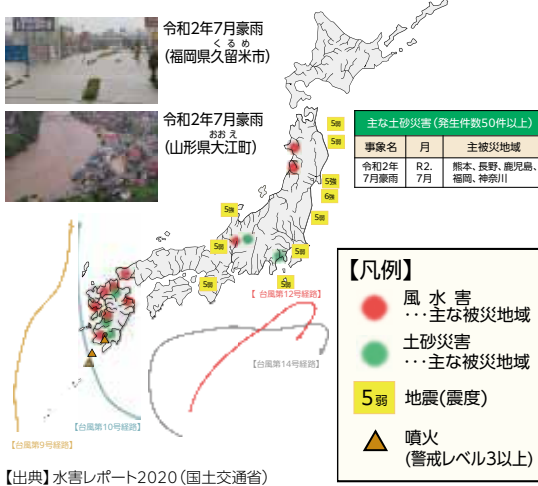 令和2年7月豪雨
(福岡県久留米市)
くるめ
令和2年7月豪雨
(山形県大江町)
おおえ
主な土砂災害(発生件数50件以上)
事象名 月 主被災地域
令和2年 R2. 熊本、長野、鹿児島、
7月豪雨 7月 福岡、神奈川
5弱
5弱
5強
6強
5強
5弱
5弱
5弱
5弱
5弱
【台風第12号経路】
【台風第14号経路】
【台風第10号経路】
【台風第9号経路】
【凡例】
風水害
…主な被災地域
土砂災害
…主な被災地域
5弱 地震(震度)
噴火
(警戒レベル3以上)
【出典】水害レポート2020(国土交通省)